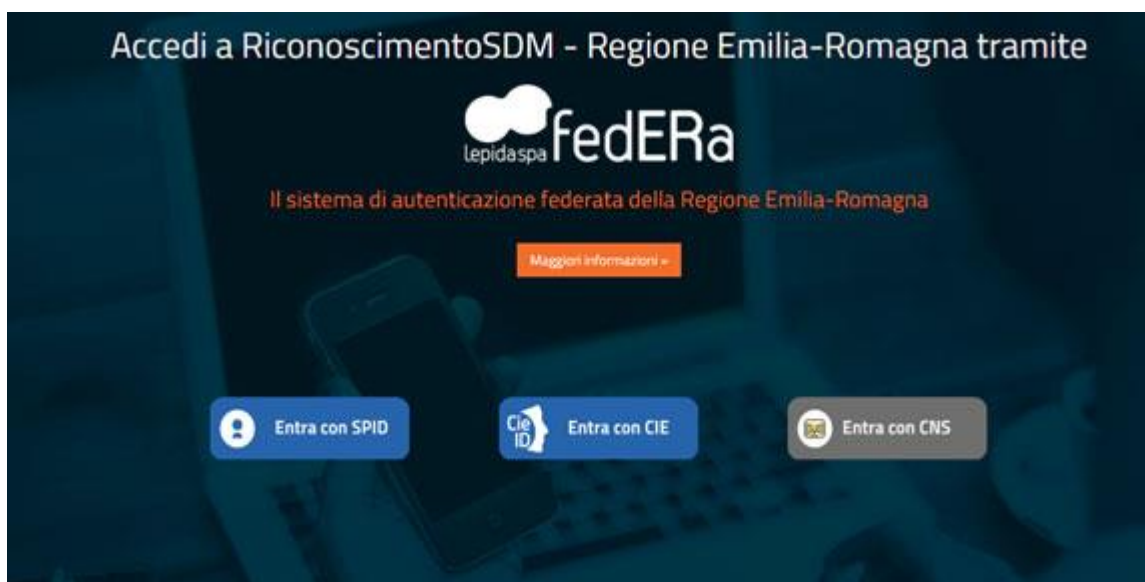 Accedi a RiconoscimentoSDM - Regione Emilia-Romagna tramite
lepidaspa fedERa
Il sistema di autenticazione federata della Regione Emilia-Romagna
Maggiori informazioni »
Entra con SPID
Cie ID Entra con CIE
Entra con CNS